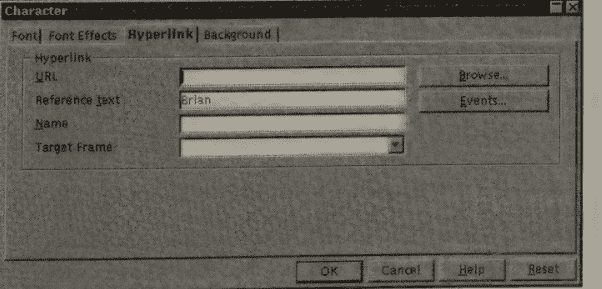 Character
Font Font Effects Hyperlink Background
Hyperlink
URL Browse...
Reference text Brian Events...
Name
Target Frame
OK Cancel Help Reset